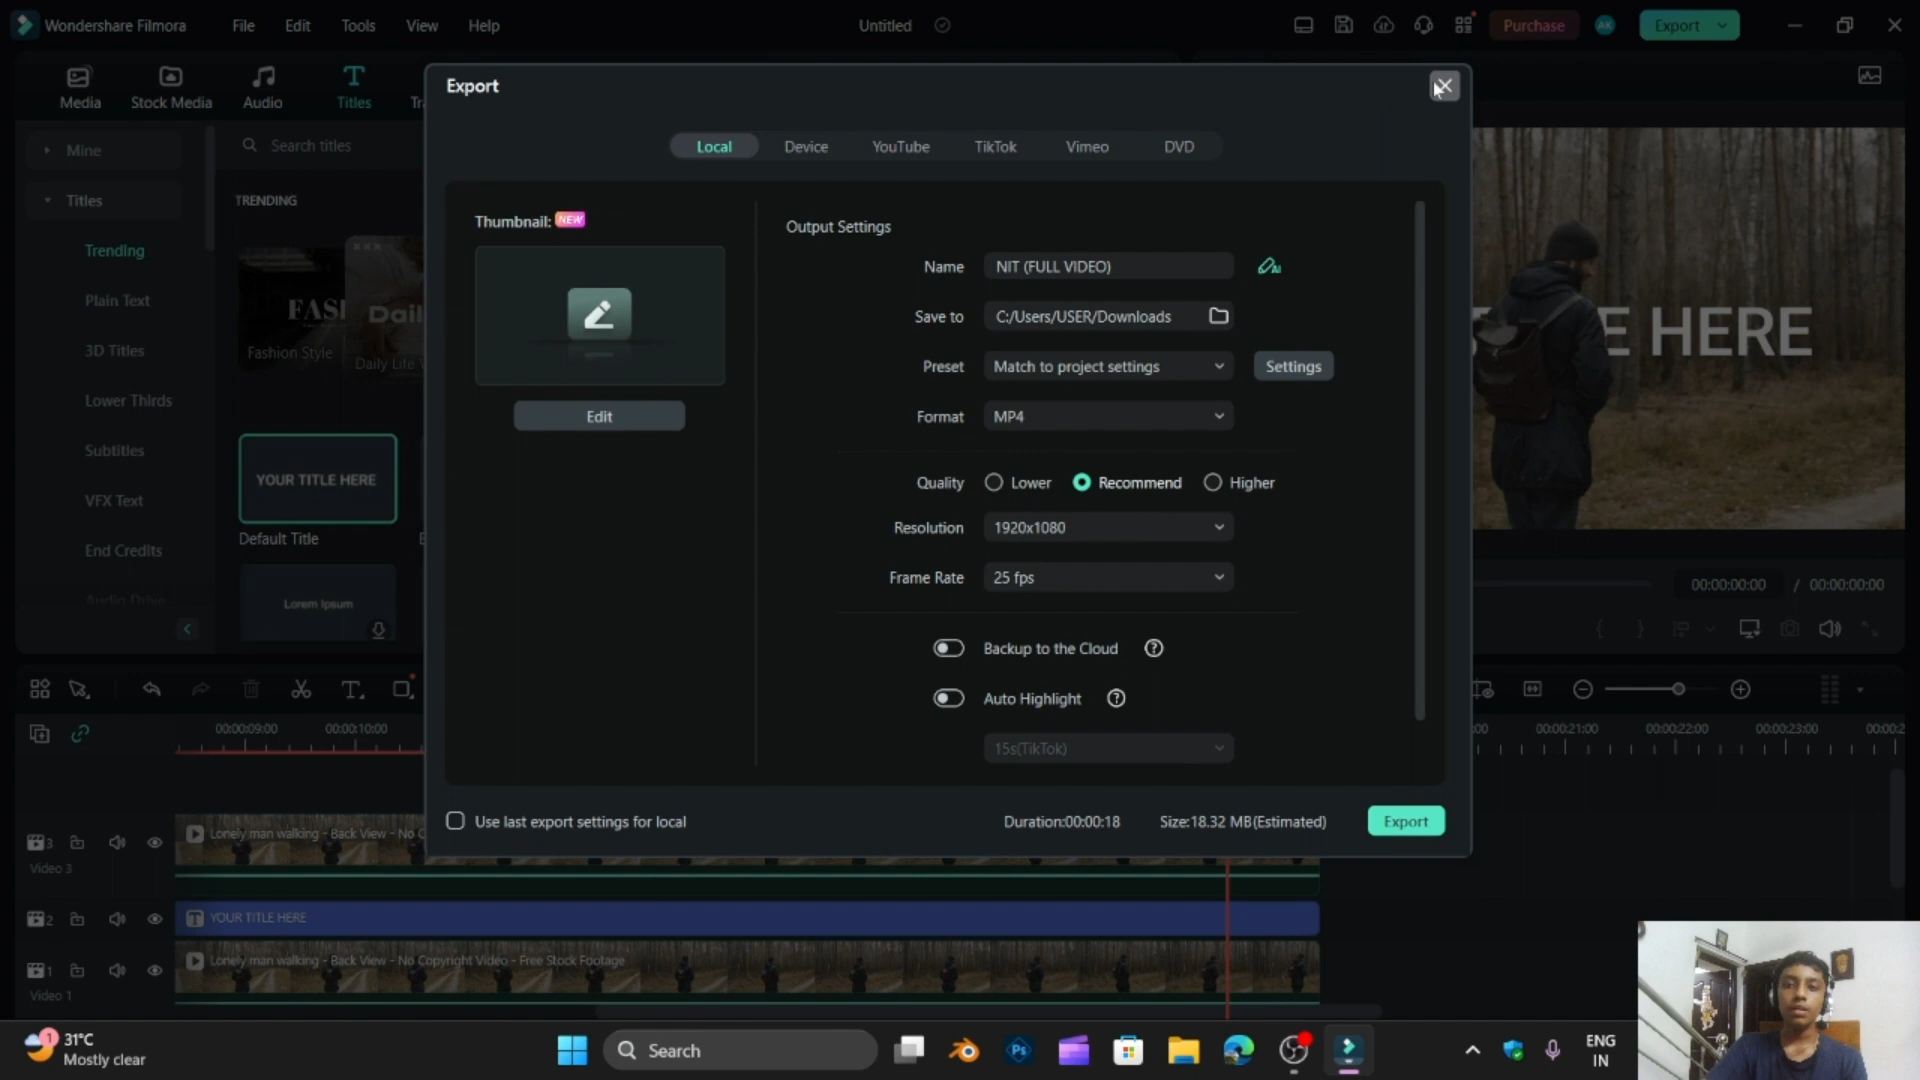 Wondershare Filmora
File
Edit
Tools
View
Help
Untitled
Purchase
AK
Export
Media
Stock Media
Audio
Titles
Mine
Search titles
Titles
TRENDING
Trending
Plain Text
3D Titles
Lower Thirds
Subtitles
VFX Text
End Credits
Fashion Style
YOUR TITLE HERE
Default Title
Lorem Ipsum
Export
Local
Device
YouTube
TikTok
Vimeo
DVD
Thumbnail:
NEW
Edit
Output Settings
Name
NIT (FULL VIDEO)
AI
Save to
C:/Users/USER/Downloads
Preset
Match to project settings
Settings
Format
MP4
Quality
Lower
Recommend
Higher
Resolution
1920x1080
Frame Rate
25 fps
Backup to the Cloud
Auto Highlight
15s(TikTok)
Use last export settings for local
Duration:00:00:18
Size:18.32 MB(Estimated)
Export
E HERE
00:00:00:00 / 00:00:00:00
00:00:09:00
00:00:10:00
00:00:21:00
00:00:22:00
00:00:23:00
3
Video 3
Lonely man walking - Back View - No C
2
YOUR TITLE HERE
1
Video 1
Lonely man walking - Back View - No Copyright Video - Free Stock Footage
1
31°C
Mostly clear
Search
Ps
ENG
IN